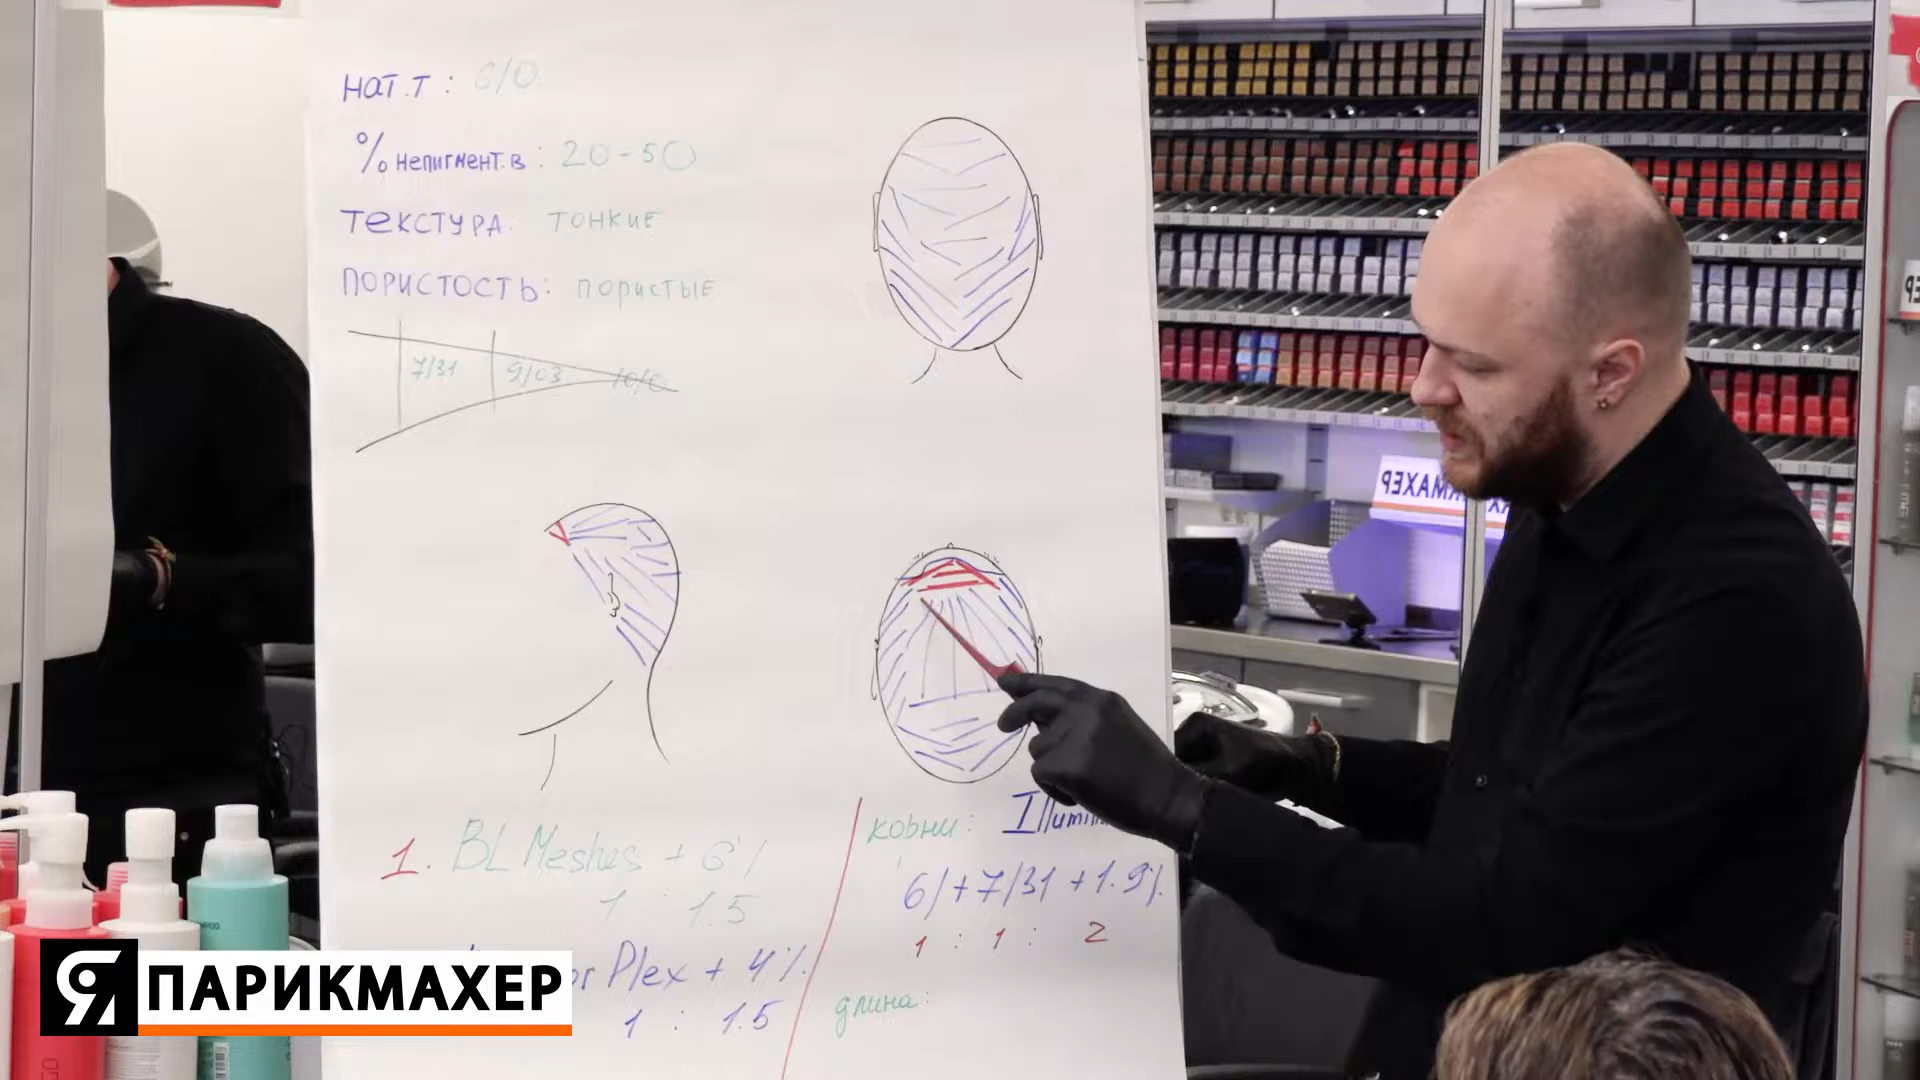 нат.т : 6/0
% непигмент.в : 20-50
текстура: тонкие
пористость: пористые
7/31 9/03 10/0
1. BL Meshes + 6%
1 : 1.5
or Plex + 4%
1 : 1.5
корни: Illumin
6/+7/31 +1.9%
1 : 1 : 2
длина:
Я ПАРИКМАХЕР
ПАРИКМАХЕР